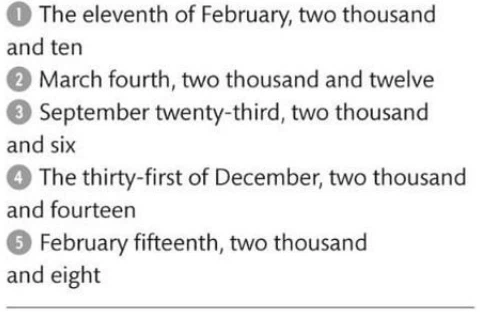 1 The eleventh of February, two thousand
and ten
2 March fourth, two thousand and twelve
3 September twenty-third, two thousand
and six
4 The thirty-first of December, two thousand
and fourteen
5 February fifteenth, two thousand
and eight